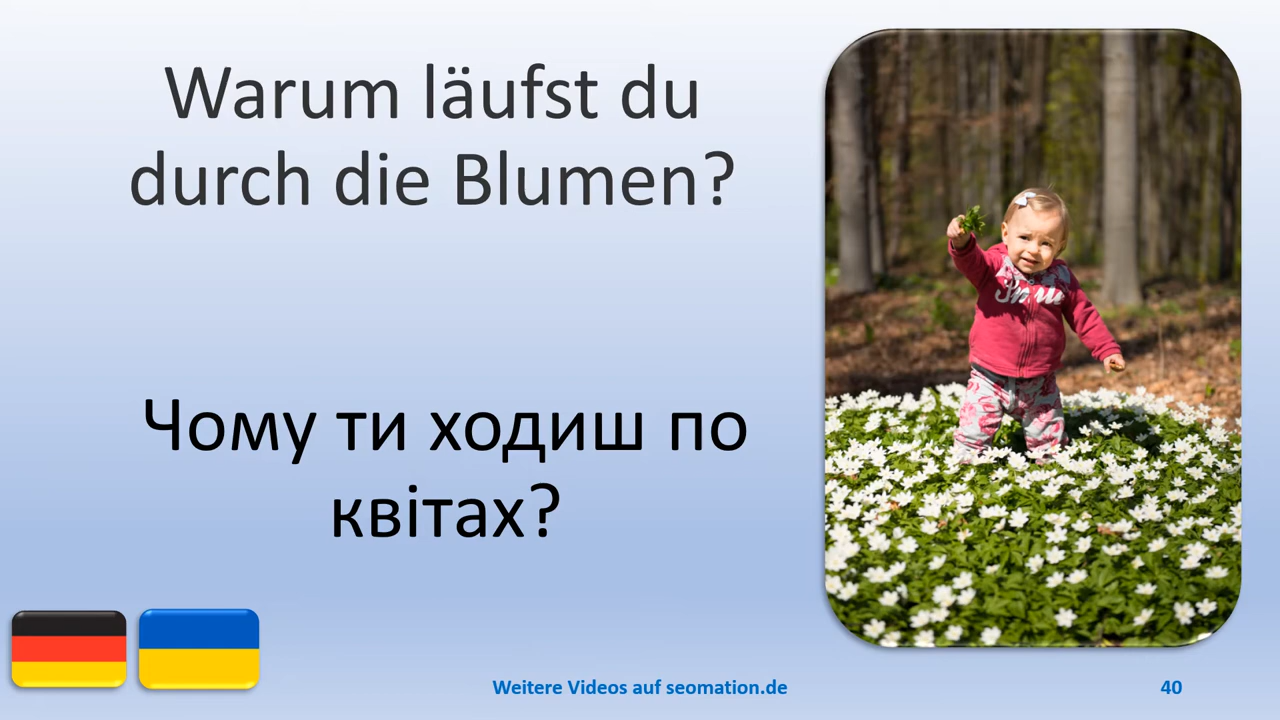 Warum läufst du
durch die Blumen?
Чому ти ходиш по
квітах?
Weitere Videos auf seomation.de
40